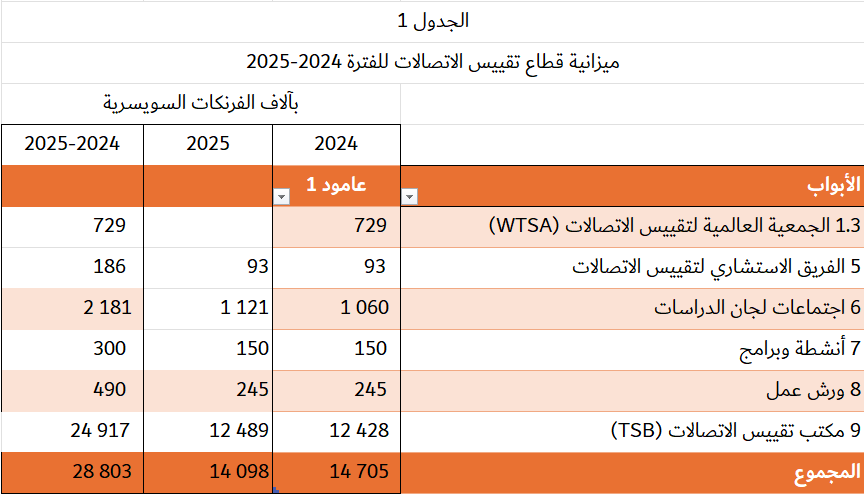 الجدول 1
ميزانية قطاع تقييس الاتصالات للفترة 2024-2025
بآلاف الفرنكات السويسرية
2024 2025 2024-2025
الأبواب عامود 1
1.3 الجمعية العالمية لتقييس الاتصالات (WTSA) 729 729
5 الفريق الاستشاري لتقييس الاتصالات 93 93 186
6 اجتماعات لجان الدراسات 1 060 1 121 2 181
7 أنشطة وبرامج 150 150 300
8 ورش عمل 245 245 490
9 مكتب تقييس الاتصالات (TSB) 12 428 12 489 24 917
المجموع 14 705 14 098 28 803